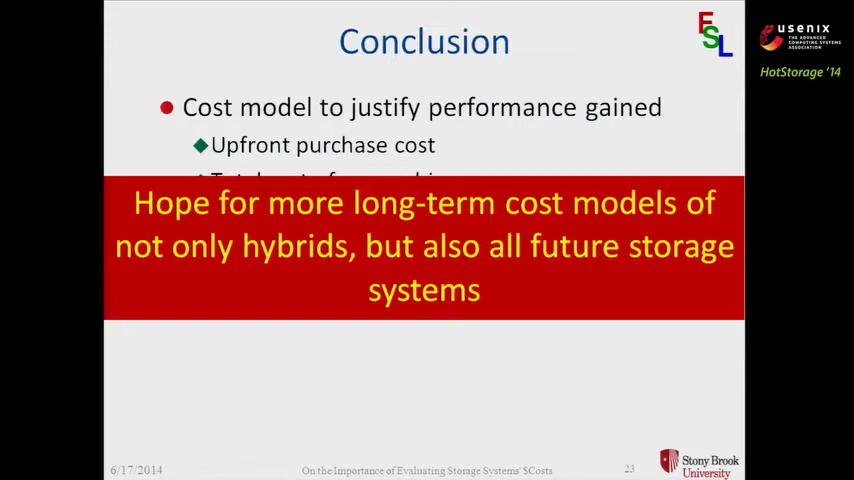 Conclusion
FSL
usenix
THE ADVANCED
COMPUTING SYSTEMS
ASSOCIATION
HotStorage '14
Cost model to justify performance gained
Upfront purchase cost
Hope for more long-term cost models of
not only hybrids, but also all future storage
systems
6/17/2014
On the Importance of Evaluating Storage Systems' $Costs
23
Stony Brook
University